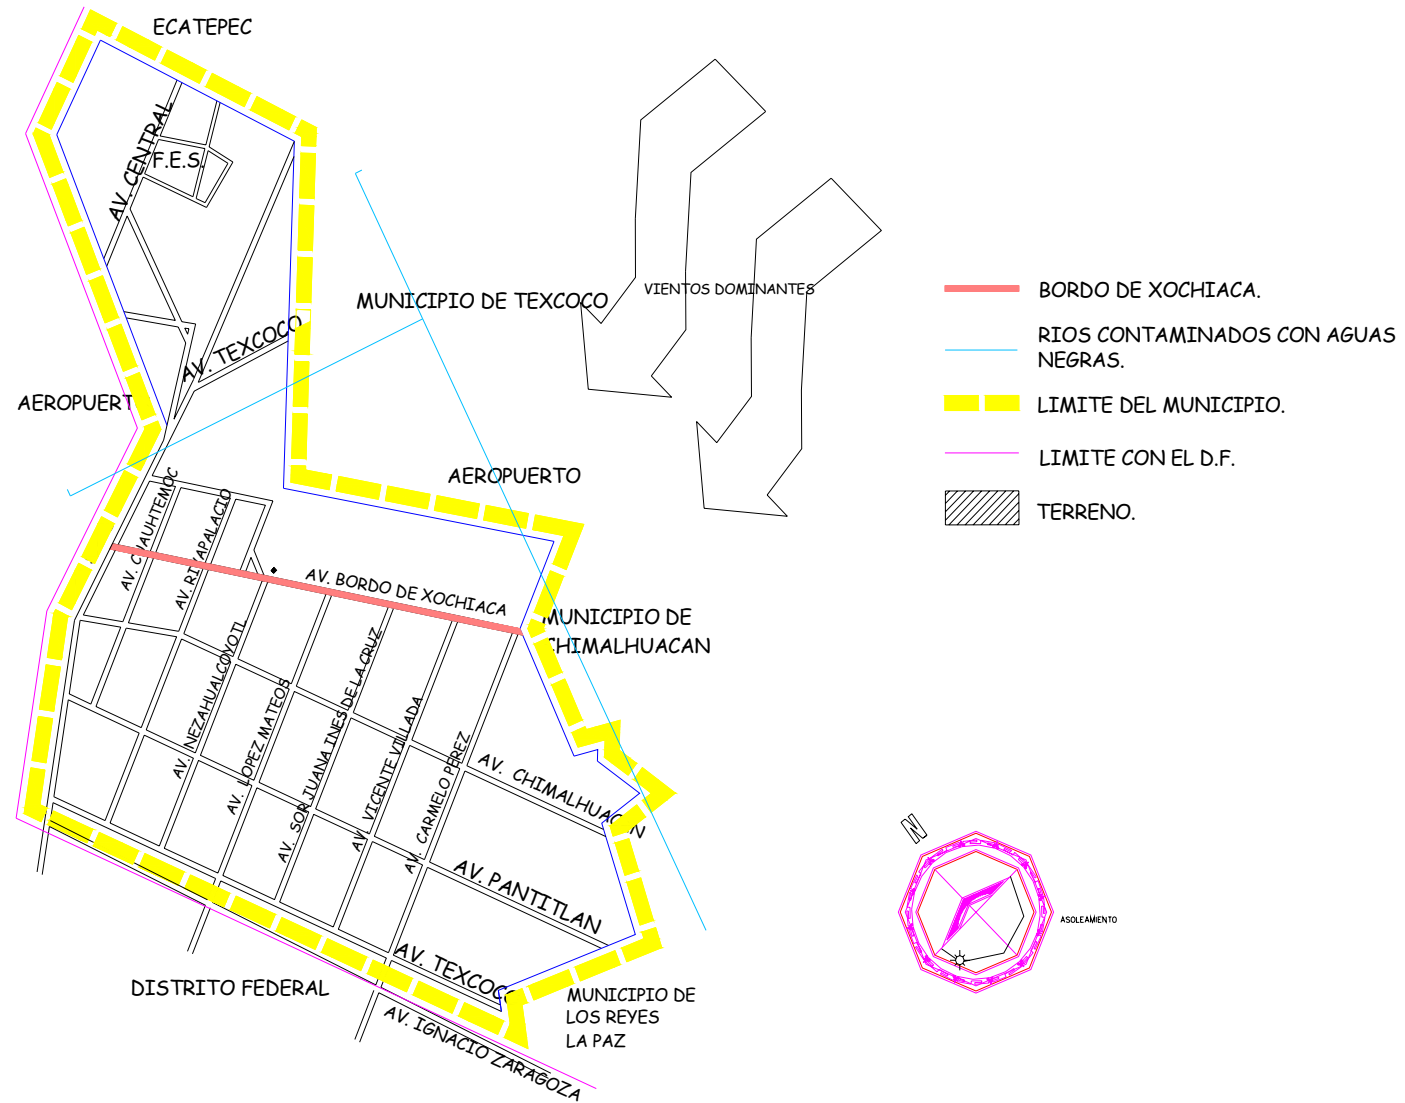 ECATEPEC
AV. CENTRAL
F.E.S.
MUNICIPIO DE TEXCOCO
VIENTOS DOMINANTES
AV. TEXCOCO
AEROPUERT
AEROPUERTO
AV. CUAUHTEMOC
AV. RIVAPALACIO
AV. BORDO DE XOCHIACA
MUNICIPIO DE
CHIMALHUACAN
AV. NEZAHUALCOYOTL
AV. LOPEZ MATEOS
AV. SOR JUANA INES DE LA CRUZ
AV. VICENTE VILLADA
AV. CARMELO PEREZ
AV. CHIMALHUACAN
AV. PANTITLAN
AV. TEXCOCO
DISTRITO FEDERAL
MUNICIPIO DE
LOS REYES
LA PAZ
AV. IGNACIO ZARAGOZA
BORDO DE XOCHIACA.
RIOS CONTAMINADOS CON AGUAS
NEGRAS.
LIMITE DEL MUNICIPIO.
LIMITE CON EL D.F.
TERRENO.
N
ASOLEAMIENTO